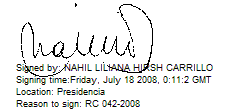 Signed by: NAHIL LILIANA HIRSH CARRILLO
Signing time:Friday, July 18 2008, 0:11:2 GMT
Location: Presidencia
Reason to sign: RC 042-2008